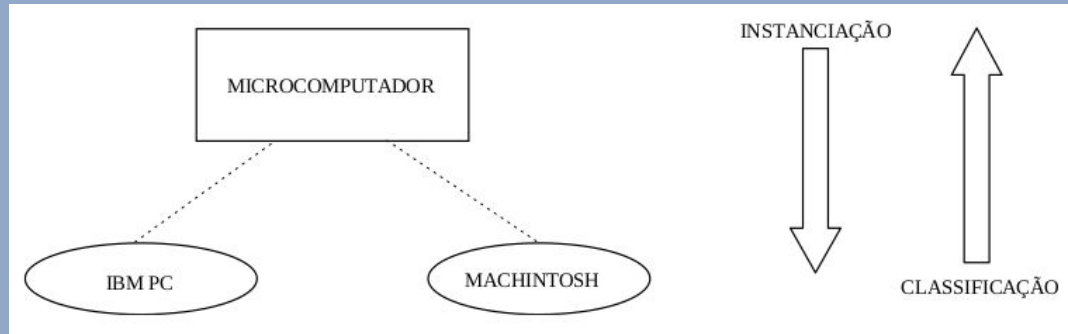 INSTANCIAÇÃO
MICROCOMPUTADOR
IBM PC
MACHINTOSH
CLASSIFICAÇÃO